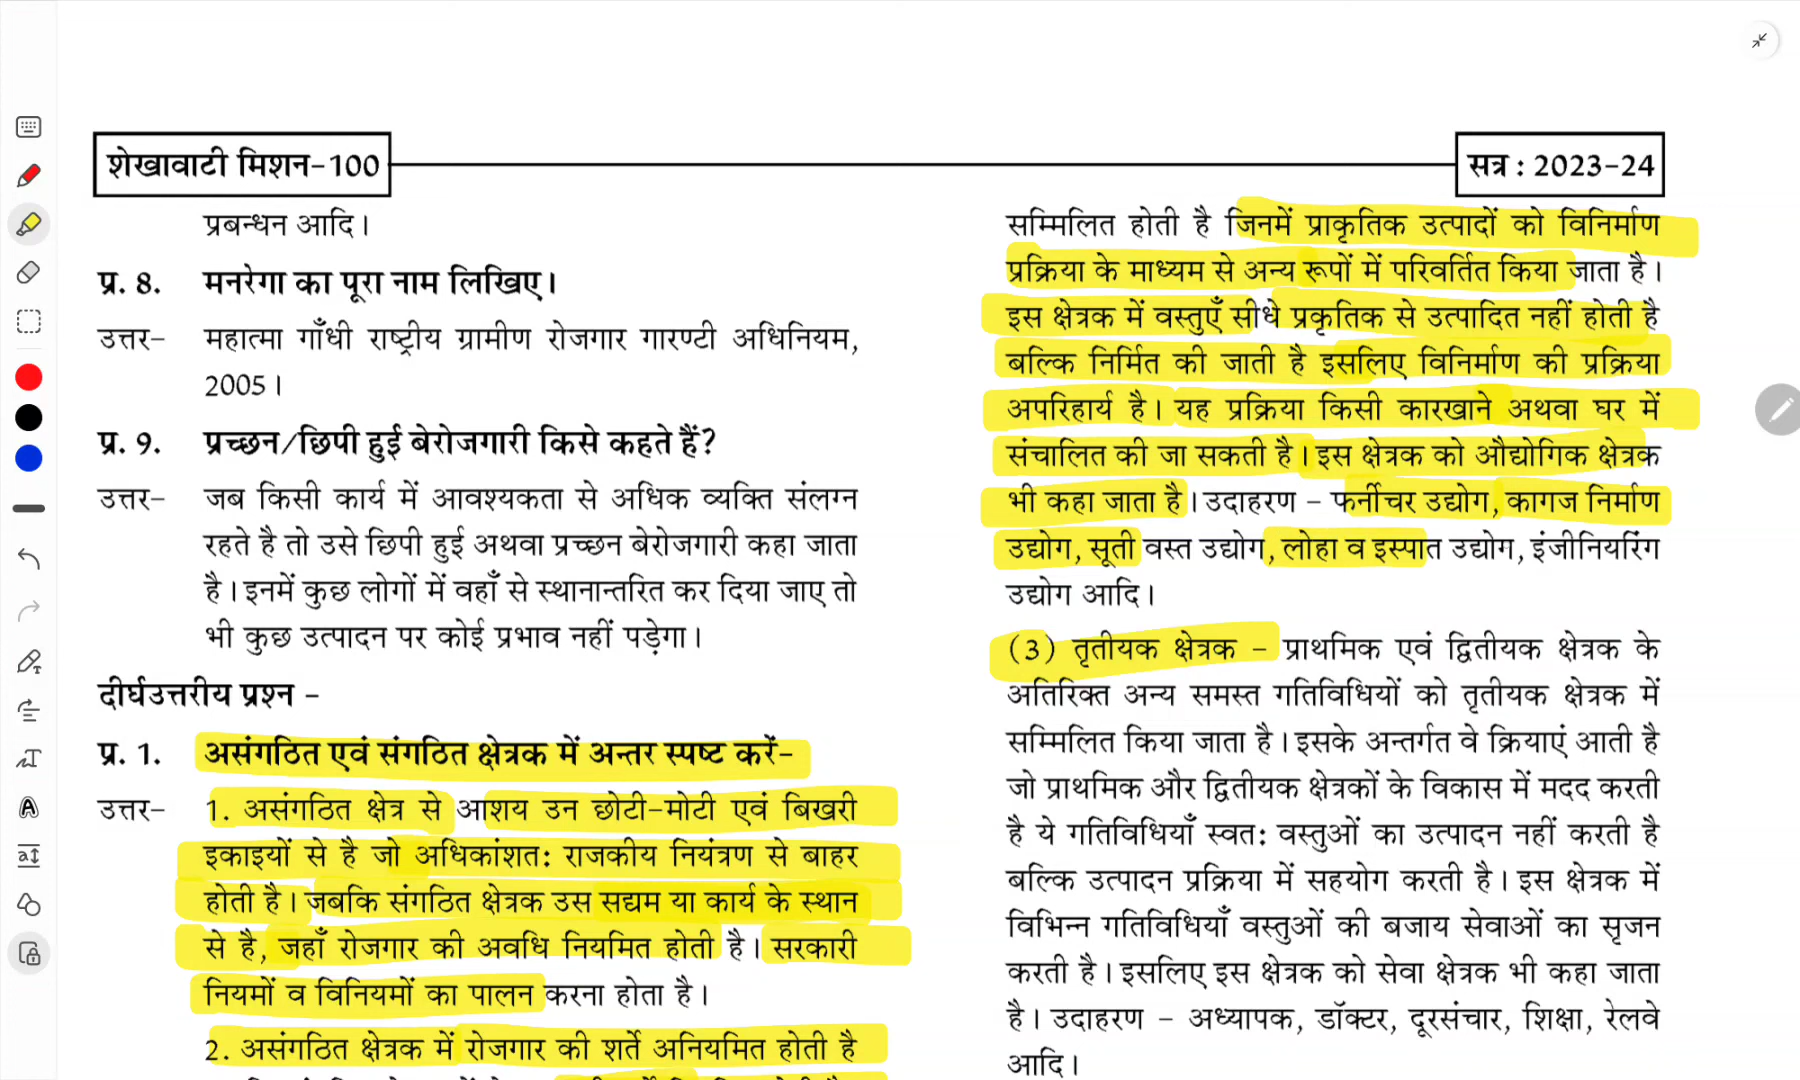 शेखावाटी मिशन-100
सत्र : 2023-24
प्रबन्धन आदि।
प्र. 8. मनरेगा का पूरा नाम लिखिए।
उत्तर- महात्मा गाँधी राष्ट्रीय ग्रामीण रोजगार गारण्टी अधिनियम,
2005।
प्र. 9. प्रच्छन/छिपी हुई बेरोजगारी किसे कहते हैं?
उत्तर- जब किसी कार्य में आवश्यकता से अधिक व्यक्ति संलग्न
रहते है तो उसे छिपी हुई अथवा प्रच्छन बेरोजगारी कहा जाता
है। इनमें कुछ लोगों में वहाँ से स्थानान्तरित कर दिया जाए तो
भी कुछ उत्पादन पर कोई प्रभाव नहीं पड़ेगा।
दीर्घउत्तरीय प्रश्न -
प्र. 1. असंगठित एवं संगठित क्षेत्रक में अन्तर स्पष्ट करें-
उत्तर- 1. असंगठित क्षेत्र से आशय उन छोटी-मोटी एवं बिखरी
इकाइयों से है जो अधिकांशत: राजकीय नियंत्रण से बाहर
होती है। जबकि संगठित क्षेत्रक उस सद्यम या कार्य के स्थान
से है, जहाँ रोजगार की अवधि नियमित होती है। सरकारी
नियमों व विनियमों का पालन करना होता है।
2. असंगठित क्षेत्रक में रोजगार की शर्ते अनियमित होती है
सम्मिलित होती है जिनमें प्राकृतिक उत्पादों को विनिर्माण
प्रक्रिया के माध्यम से अन्य रूपों में परिवर्तित किया जाता है।
इस क्षेत्रक में वस्तुएँ सीधे प्रकृतिक से उत्पादित नहीं होती है
बल्कि निर्मित की जाती है इसलिए विनिर्माण की प्रक्रिया
अपरिहार्य है। यह प्रक्रिया किसी कारखाने अथवा घर में
संचालित की जा सकती है। इस क्षेत्रक को औद्योगिक क्षेत्रक
भी कहा जाता है। उदाहरण - फर्नीचर उद्योग, कागज निर्माण
उद्योग, सूती वस्त उद्योग, लोहा व इस्पात उद्योग, इंजीनियरिंग
उद्योग आदि।
(3) तृतीयक क्षेत्रक - प्राथमिक एवं द्वितीयक क्षेत्रक के
अतिरिक्त अन्य समस्त गतिविधियों को तृतीयक क्षेत्रक में
सम्मिलित किया जाता है। इसके अन्तर्गत वे क्रियाएं आती है
जो प्राथमिक और द्वितीयक क्षेत्रकों के विकास में मदद करती
है ये गतिविधियाँ स्वत: वस्तुओं का उत्पादन नहीं करती है
बल्कि उत्पादन प्रक्रिया में सहयोग करती है। इस क्षेत्रक में
विभिन्न गतिविधियाँ वस्तुओं की बजाय सेवाओं का सृजन
करती है। इसलिए इस क्षेत्रक को सेवा क्षेत्रक भी कहा जाता
है। उदाहरण - अध्यापक, डॉक्टर, दूरसंचार, शिक्षा, रेलवे
आदि।